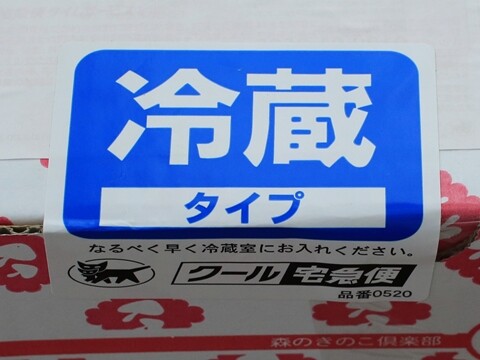 冷蔵
タイプ
なるべく早く冷蔵室にお入れください。
クール宅急便
品番0520
森のきのこ倶楽部